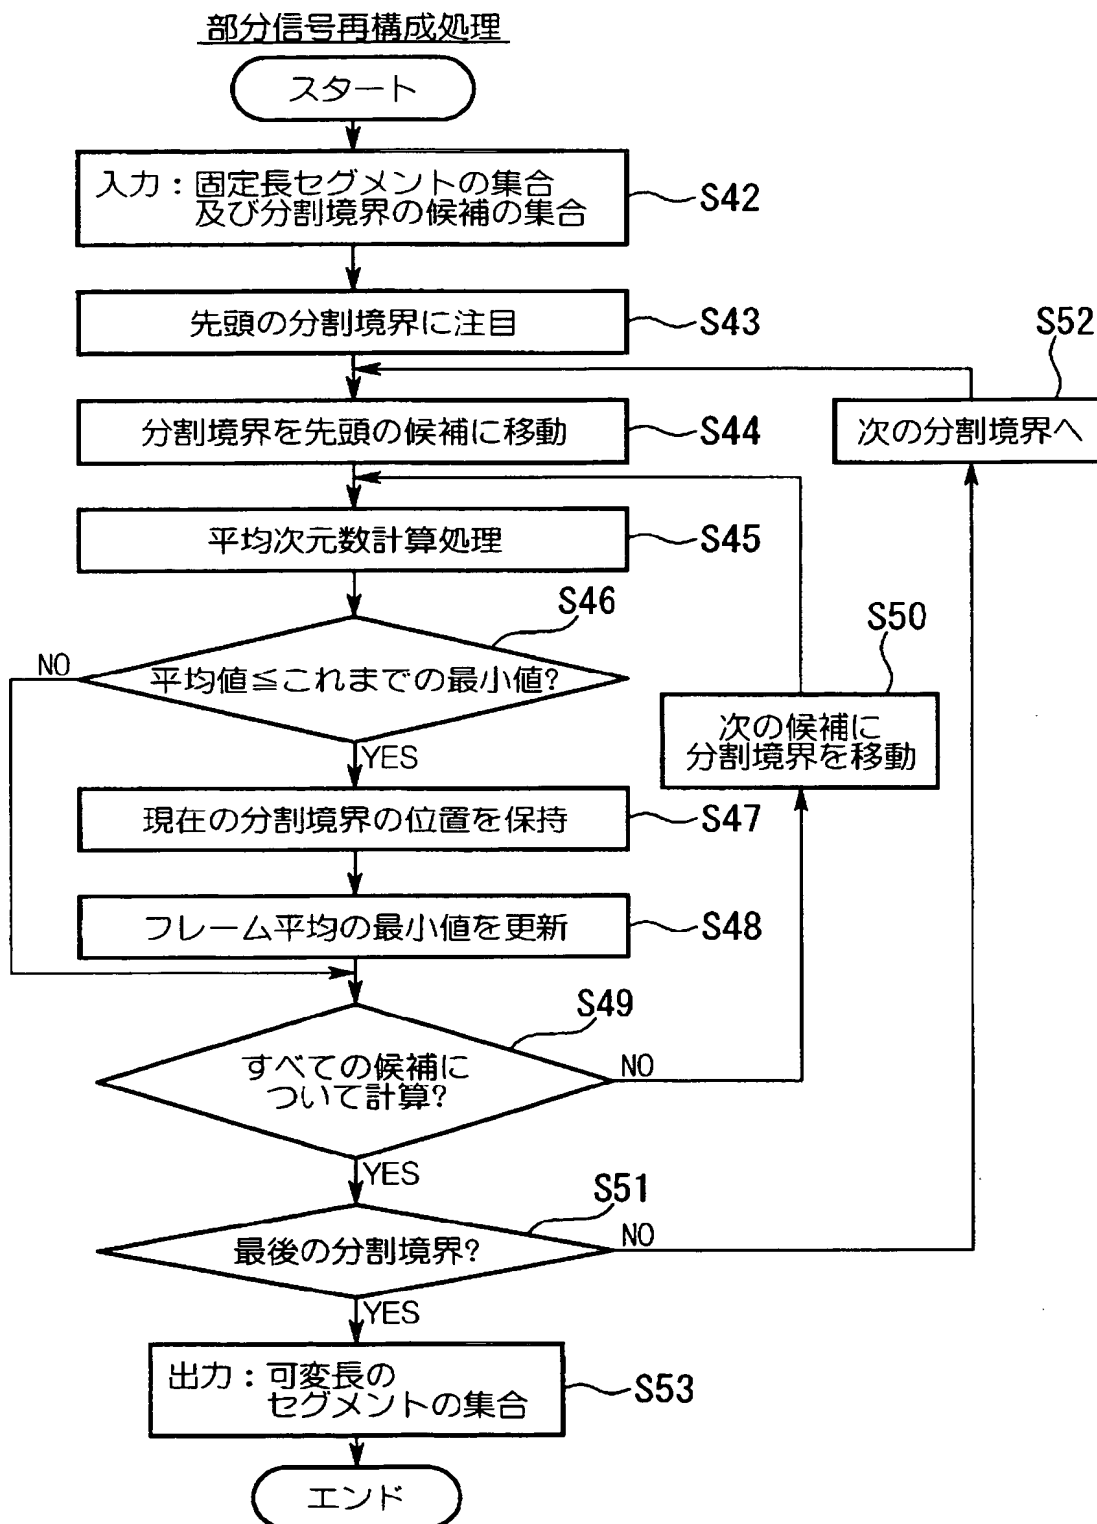 部分信号再構成処理
スタート
入力：固定長セグメントの集合
及び分割境界の候補の集合
S42
先頭の分割境界に注目
S43
S52
分割境界を先頭の候補に移動
S44
次の分割境界へ
平均次元数計算処理
S45
S46
S50
NO
平均値≦これまでの最小値?
次の候補に
分割境界を移動
YES
現在の分割境界の位置を保持
S47
フレーム平均の最小値を更新
S48
S49
すべての候補に
ついて計算?
NO
YES
S51
最後の分割境界?
NO
YES
出力：可変長の
セグメントの集合
S53
エンド